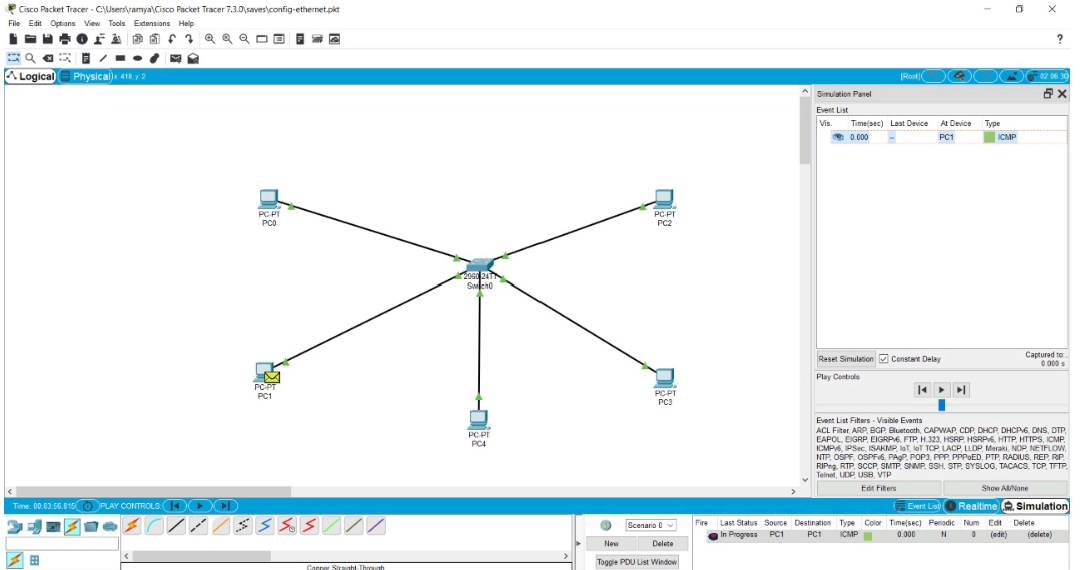 Cisco Packet Tracer - C:\Users\ramya\Cisco Packet Tracer 7.3.0\saves\config-ethernet.pkt
File Edit Options View Tools Extensions Help
?
Logical Physical x: 418, y: 2 [Root] 02:06:30
Simulation Panel
Event List
Vis. Time(sec) Last Device At Device Type
0.000 -- PC1 ICMP
PC-PT
PC0
PC-PT
PC2
2960-24TT
Switch0
PC-PT
PC1
PC-PT
PC3
PC-PT
PC4
Reset Simulation Constant Delay Captured to:..
0.000 s
Play Controls
Event List Filters - Visible Events
ACL Filter, ARP, BGP, Bluetooth, CAPWAP, CDP, DHCP, DHCPv6, DNS, DTP,
EAPOL, EIGRP, EIGRPv6, FTP, H.323, HSRP, HSRPv6, HTTP, HTTPS, ICMP,
ICMPv6, IPSec, ISAKMP, IoT, IoT TCP, LACP, LLDP, Meraki, NDP, NETFLOW,
NTP, OSPF, OSPFv6, PAgP, POP3, PPP, PPPoED, PTP, RADIUS, REP, RIP,
RIPng, RTP, SCCP, SMTP, SNMP, SSH, STP, SYSLOG, TACACS, TCP, TFTP,
Telnet, UDP, USB, VTP
Edit Filters Show All/None
Time: 00:03:56.815 PLAY CONTROLS: Event List Realtime Simulation
Scenario 0
New Delete
Toggle PDU List Window
Fire Last Status Source Destination Type Color Time(sec) Periodic Num Edit Delete
In Progress PC1 PC1 ICMP 0.000 N 0 (edit) (delete)
Copper Straight-Through